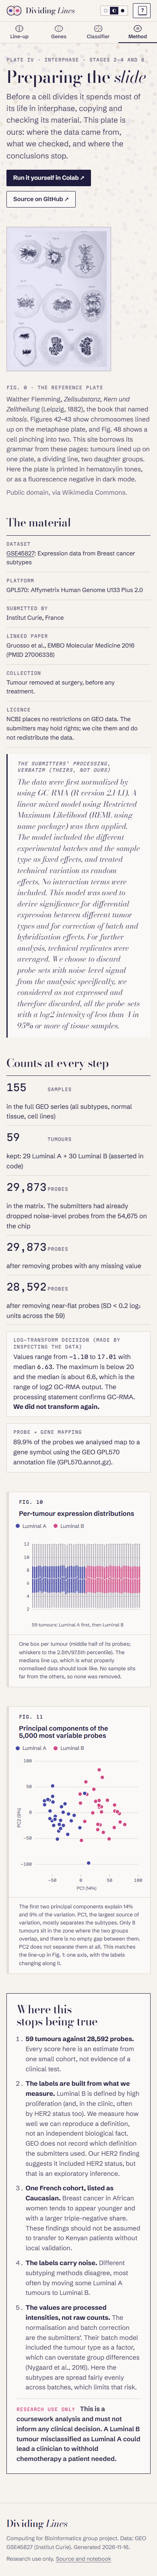 Dividing Lines
?
Line-up
Genes
Classifier
Method
PLATE IV · INTERPHASE · STAGES 2–4 AND 8
Preparing the slide
Before a cell divides it spends most of
its life in interphase, copying and
checking its material. This plate is
ours: where the data came from,
what we checked, and where the
conclusions stop.
Run it yourself in Colab ↗
Source on GitHub ↗
FIG. 0 · THE REFERENCE PLATE
Walther Flemming, Zellsubstanz, Kern und
Zelltheilung (Leipzig, 1882), the book that named
mitosis. Figures 42–43 show chromosomes lined
up on the metaphase plate, and Fig. 48 shows a
cell pinching into two. This site borrows its
grammar from these pages: tumours lined up on
one plate, a dividing line, two daughter groups.
Here the plate is printed in hematoxylin tones,
or as a fluorescence negative in dark mode.
Public domain, via Wikimedia Commons.
The material
DATASET
GSE45827: Expression data from Breast cancer
subtypes
PLATFORM
GPL570: Affymetrix Human Genome U133 Plus 2.0
SUBMITTED BY
Institut Curie, France
LINKED PAPER
Gruosso et al., EMBO Molecular Medicine 2016
(PMID 27006338)
COLLECTION
Tumour removed at surgery, before any
treatment.
LICENCE
NCBI places no restrictions on GEO data. The
submitters may hold rights; we cite them and do
not redistribute the data.
THE SUBMITTERS' PROCESSING,
VERBATIM (THEIRS, NOT OURS)
The data were first normalized by
using GC RMA (R version 2.14.1). A
linear mixed model using Restricted
Maximum Likelihood (REML using
nlme package) was then applied.
The model included the different
experimental batches and the sample
type as fixed effects, and treated
technical variation as random
effects. No interaction terms were
included. This model was used to
derive signficant differential
expression between different tumor
types and for correction of batch and
hybridation effects. For further
analysis, technical replicates were
averaged. We choose to discard
probe sets with a low signal value
from the analysis; specifically, we
considered as not expressed and
therefore discarded, the probe sets
with a log2 intensity of less than 4 in
95% or more of tissue samples.
Counts at every step
155 SAMPLES
in the full GEO series (all subtypes, normal
tissue, cell lines)
59 TUMOURS
kept: 29 Luminal A + 30 Luminal B (asserted in
code)
29,873 PROBES
in the matrix. The submitters had already
dropped noise-level probes from the 54,675 on
the chip
29,873 PROBES
after removing probes with any missing value
28,592 PROBES
after removing near-flat probes (SD < 0.2 log₂
units across the 59)
LOG-TRANSFORM DECISION (MADE BY
INSPECTING THE DATA)
Values range from −1.10 to 17.01 with
median 6.63. The maximum is below 20
and the median is about 6.6, which is the
range of log2 GC-RMA output. The
processing statement confirms GC-RMA.
We did not transform again.
PROBE → GENE MAPPING
89.9% of the probes we analysed map to a
gene symbol using the GEO GPL570
annotation file (GPL570.annot.gz).
FIG. 10
Per-tumour expression distributions
Luminal A
Luminal B
12
10
8
6
4
2
59 tumours: Luminal A first, then Luminal B
One box per tumour (middle half of its probes;
whiskers to the 2.5th/97.5th percentile). The
medians line up, which is what properly
normalised data should look like. No sample sits
far from the others, so none was removed.
FIG. 11
Principal components of the
5,000 most variable probes
Luminal A
Luminal B
100
50
0
−50
−100
PC2 (9%)
−50
0
50
100
PC1 (14%)
The first two principal components explain 14%
and 9% of the variation. PC1, the largest source of
variation, mostly separates the subtypes. Only 8
tumours sit in the zone where the two groups
overlap, and there is no empty gap between them.
PC2 does not separate them at all. This matches
the line-up in Fig. 1: one axis, with the labels
changing along it.
Where this
stops being true
1. 59 tumours against 28,592 probes.
Every score here is an estimate from
one small cohort, not evidence of a
clinical test.
2. The labels are built from what we
measure. Luminal B is defined by high
proliferation (and, in the clinic, often
by HER2 status too). We measure how
well we can reproduce a definition,
not an independent biological fact.
GEO does not record which definition
the submitters used. Our HER2 finding
suggests it included HER2 status, but
that is an exploratory inference.
3. One French cohort, listed as
Caucasian. Breast cancer in African
women tends to appear younger and
with a larger triple-negative share.
These findings should not be assumed
to transfer to Kenyan patients without
local validation.
4. The labels carry noise. Different
subtyping methods disagree, most
often by moving some Luminal A
tumours to Luminal B.
5. The values are processed
intensities, not raw counts. The
normalisation and batch correction
are the submitters'. Their batch model
included the tumour type as a factor,
which can overstate group differences
(Nygaard et al., 2016). Here the
subtypes are spread fairly evenly
across batches, which limits that risk.
RESEARCH USE ONLY This is a
coursework analysis and must not
inform any clinical decision. A Luminal B
tumour misclassified as Luminal A could
lead a clinician to withhold
chemotherapy a patient needed.
Dividing Lines
Computing for Bioinformatics group project. Data: GEO
GSE45827 (Institut Curie). Generated 2026-11-16.
Research use only. Source and notebook